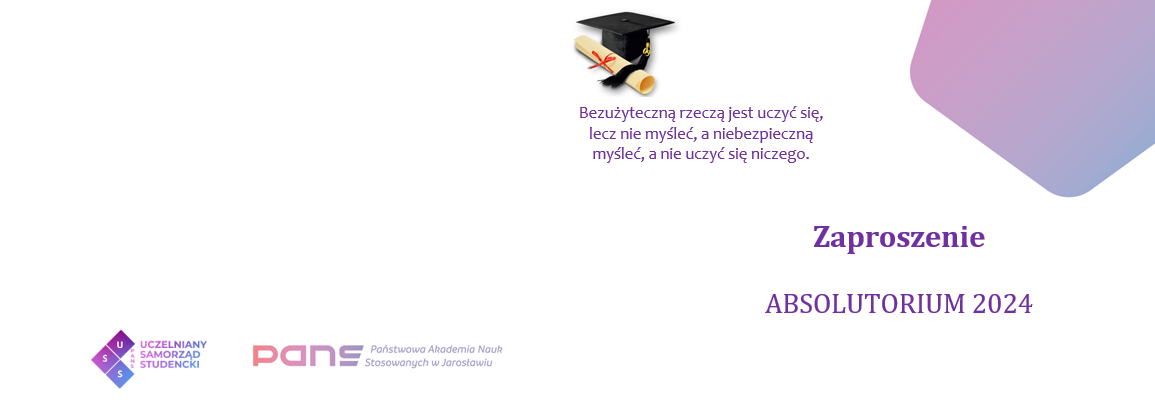 Bezużyteczną rzeczą jest uczyć się,
lecz nie myśleć, a niebezpieczną
myśleć, a nie uczyć się niczego.
Zaproszenie
ABSOLUTORIUM 2024
S U S PANS
UCZELNIANY
SAMORZĄD
STUDENCKI
pans
Państwowa Akademia Nauk
Stosowanych w Jarosławiu